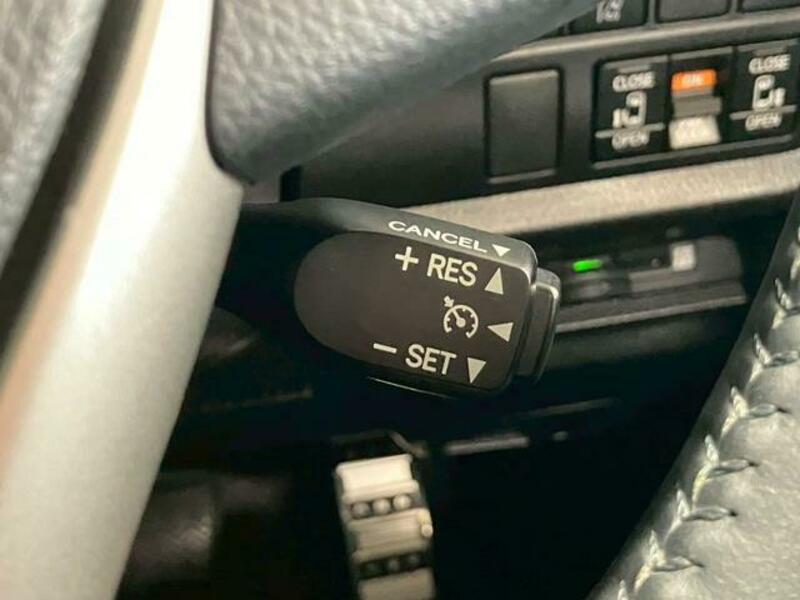 CLOSE
OPEN
CLOSE
OPEN
CANCEL▼
+ RES ▲
◀
− SET ▼